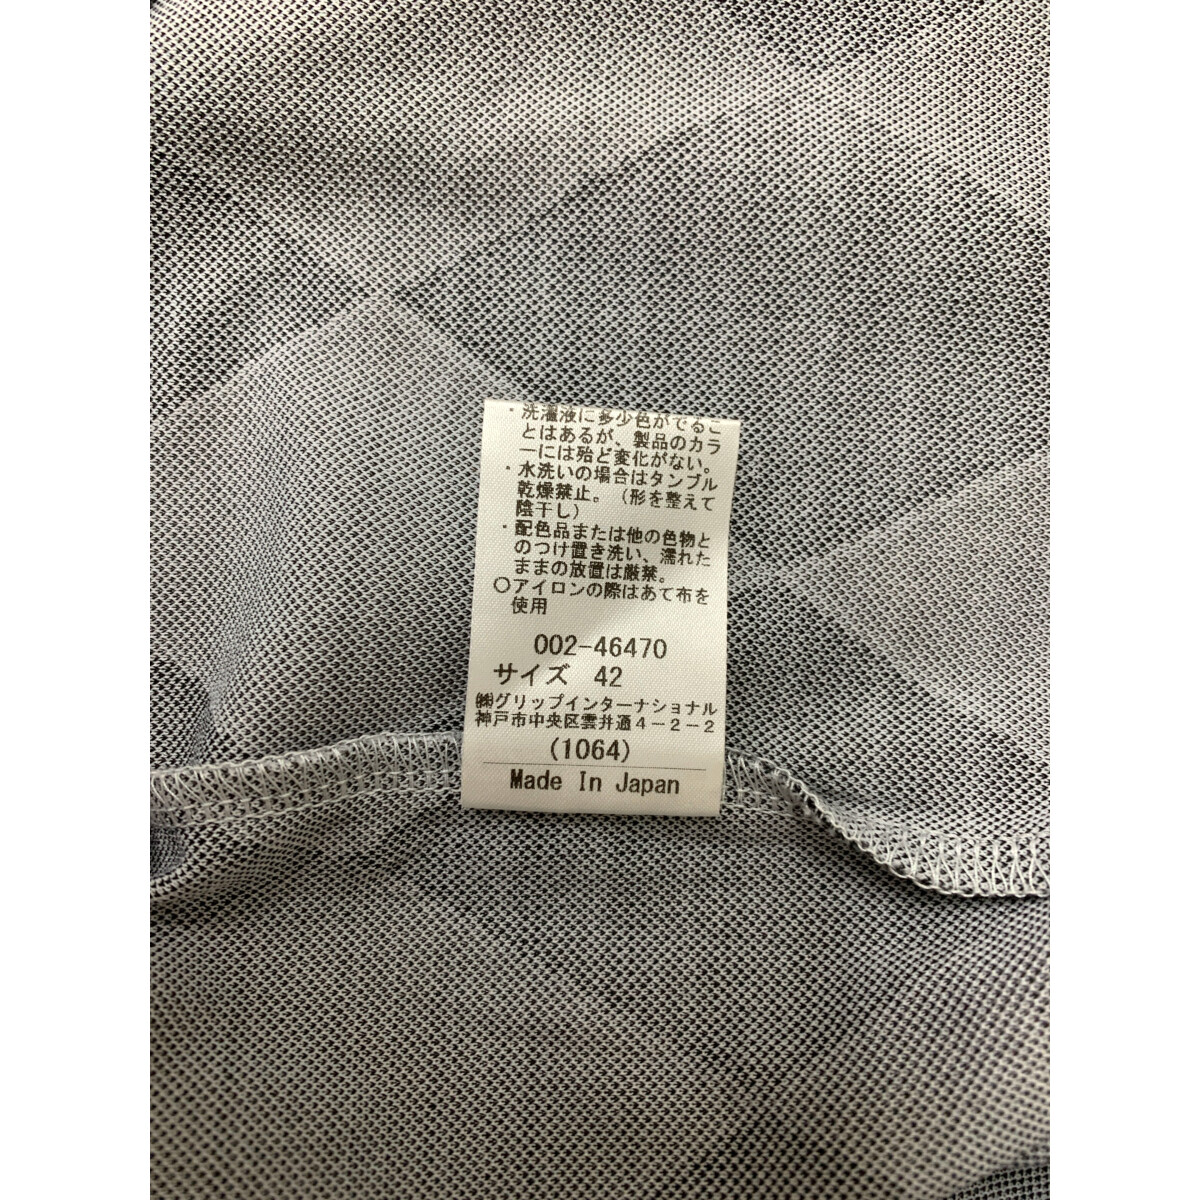 ・洗濯液に多少色がでるこ
とはあるが、製品のカラ
ーには殆ど変化がない。
・水洗いの場合はタンブル
乾燥禁止。（形を整えて
陰干し）
・配色品または他の色物と
のつけ置き洗い、濡れた
ままの放置は厳禁。
○アイロンの際はあて布を
使用
002-46470
サイズ 42
㈱グリップインターナショナル
神戸市中央区雲井通４－２－２
(1064)
Made In Japan